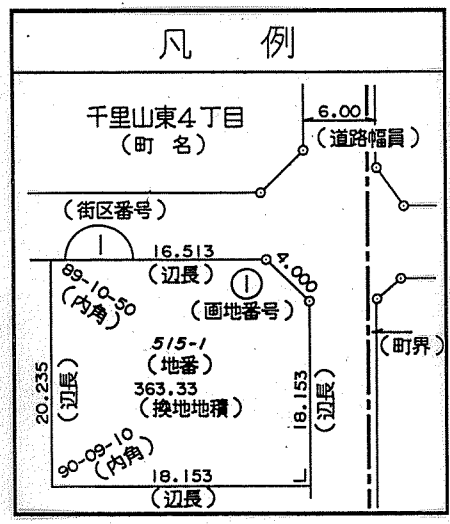 凡 例
千里山東4丁目
(町 名)
6.00
(道路幅員)
(街区番号)
1
16.513
(辺長)
4.000
89-10-50
(内角)
1
(画地番号)
515-1
(地番)
363.33
(換地地積)
20.235
(辺長)
18.153
(辺長)
(町界)
90-09-10
(内角)
18.153
(辺長)